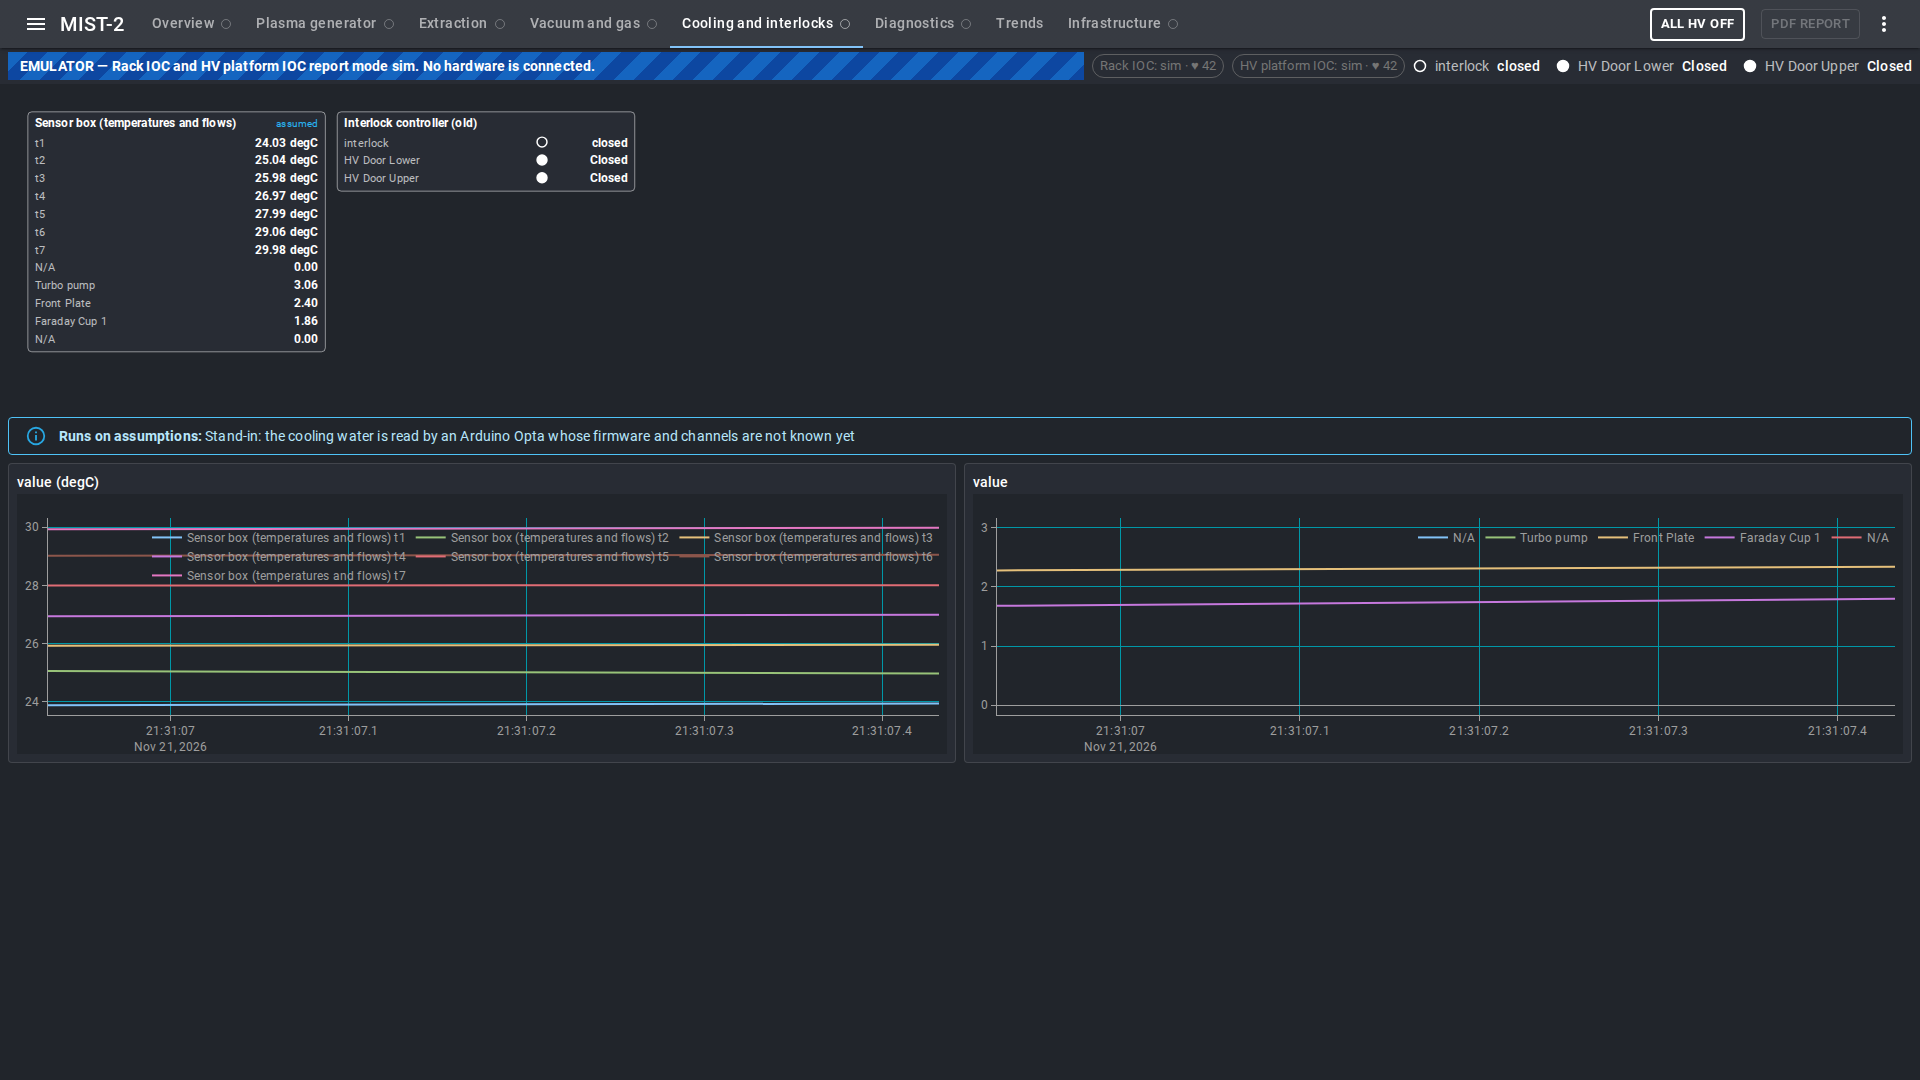 MIST-2
Overview
Plasma generator
Extraction
Vacuum and gas
Cooling and interlocks
Diagnostics
Trends
Infrastructure
ALL HV OFF
PDF REPORT
EMULATOR — Rack IOC and HV platform IOC report mode sim. No hardware is connected.
Rack IOC: sim · ♥ 42
HV platform IOC: sim · ♥ 42
interlock closed
HV Door Lower Closed
HV Door Upper Closed
Sensor box (temperatures and flows) assumed
t1 24.03 degC
t2 25.04 degC
t3 25.98 degC
t4 26.97 degC
t5 27.99 degC
t6 29.06 degC
t7 29.98 degC
N/A 0.00
Turbo pump 3.06
Front Plate 2.40
Faraday Cup 1 1.86
N/A 0.00
Interlock controller (old)
interlock closed
HV Door Lower Closed
HV Door Upper Closed
Runs on assumptions: Stand-in: the cooling water is read by an Arduino Opta whose firmware and channels are not known yet
value (degC)
30
28
26
24
Sensor box (temperatures and flows) t1
Sensor box (temperatures and flows) t2
Sensor box (temperatures and flows) t3
Sensor box (temperatures and flows) t4
Sensor box (temperatures and flows) t5
Sensor box (temperatures and flows) t6
Sensor box (temperatures and flows) t7
21:31:07
21:31:07.1
21:31:07.2
21:31:07.3
21:31:07.4
Nov 21, 2026
value
3
2
1
0
N/A
Turbo pump
Front Plate
Faraday Cup 1
N/A
21:31:07
21:31:07.1
21:31:07.2
21:31:07.3
21:31:07.4
Nov 21, 2026